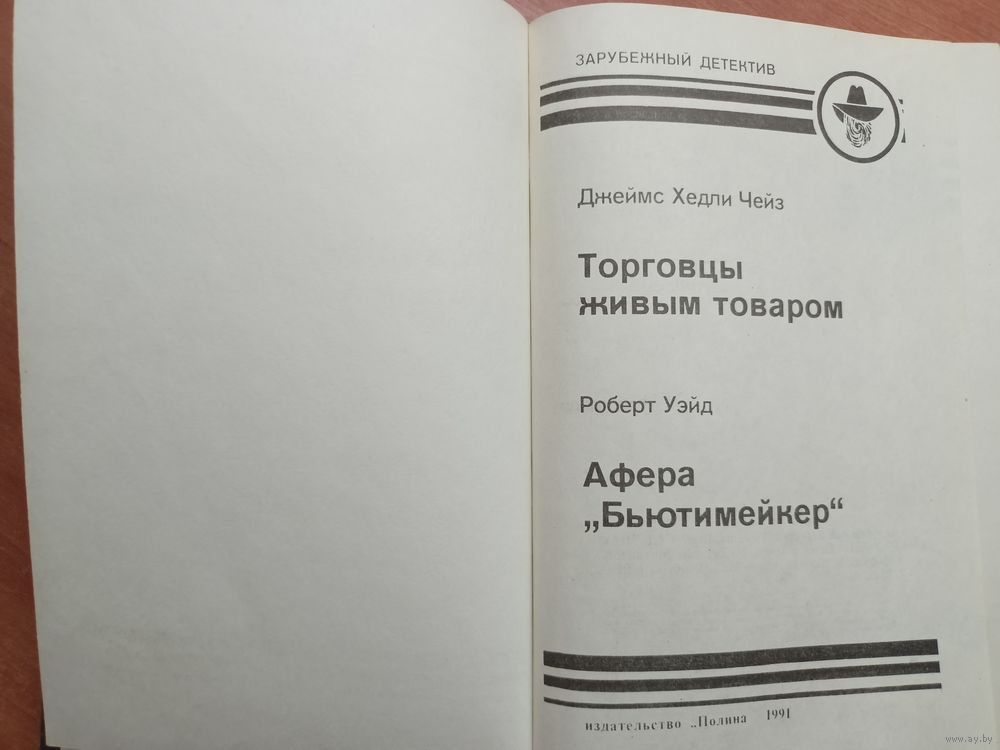 ЗАРУБЕЖНЫЙ ДЕТЕКТИВ
Джеймс Хедли Чейз
Торговцы
живым товаром
Роберт Уэйд
Афера
„Бьютимейкер“
издательство „Полина 1991
www.ay.by